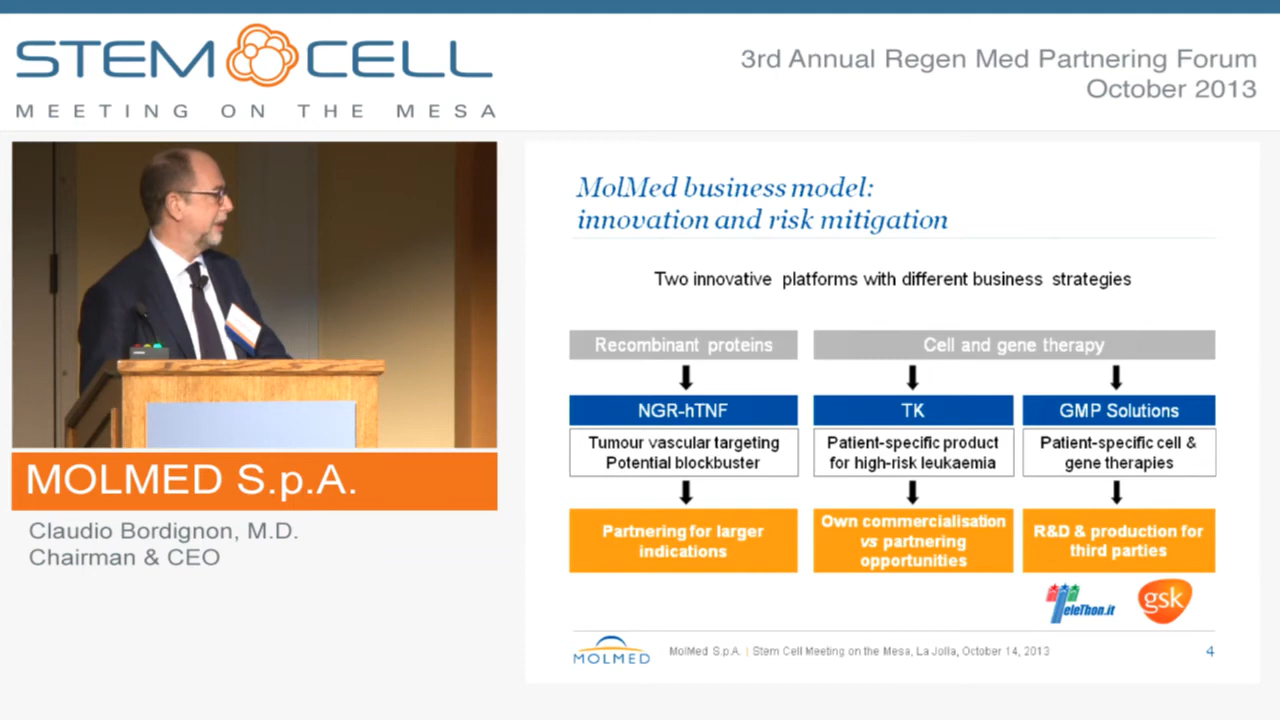 STEM CELL
MEETING ON THE MESA
3rd Annual Regen Med Partnering Forum
October 2013
MOLMED S.p.A.
Claudio Bordignon, M.D.
Chairman & CEO
MolMed business model:
innovation and risk mitigation
Two innovative platforms with different business strategies
Recombinant proteins
Cell and gene therapy
NGR-hTNF
TK
GMP Solutions
Tumour vascular targeting
Potential blockbuster
Patient-specific product
for high-risk leukaemia
Patient-specific cell &
gene therapies
Partnering for larger
indications
Own commercialisation
vs partnering
opportunities
R&D & production for
third parties
TeleThon.it
gsk
MOLMED
MolMed S.p.A. | Stem Cell Meeting on the Mesa, La Jolla, October 14, 2013
4